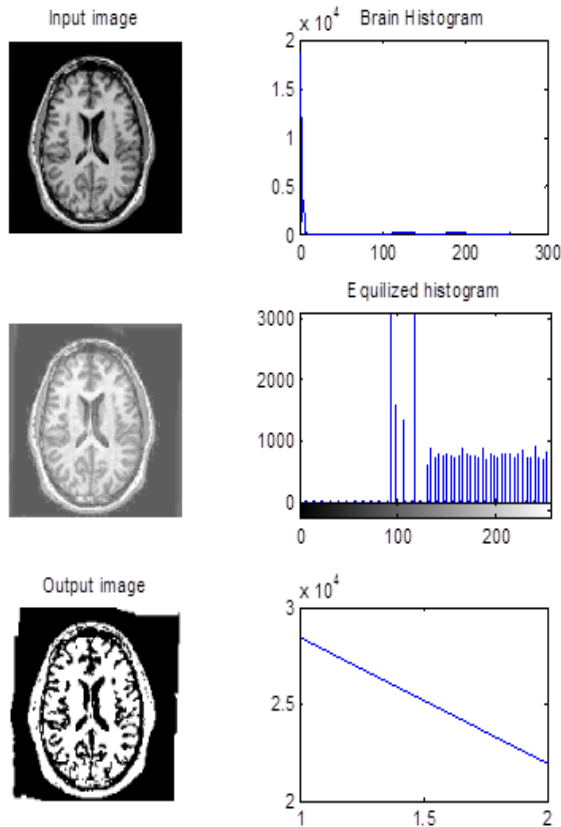 Input image
x 10^4
Brain Histogram
2
1.5
1
0.5
0
0 100 200 300
Equilized histogram
3000
2000
1000
0
0 100 200
Output image
x 10^4
3
2.5
2
1 1.5 2